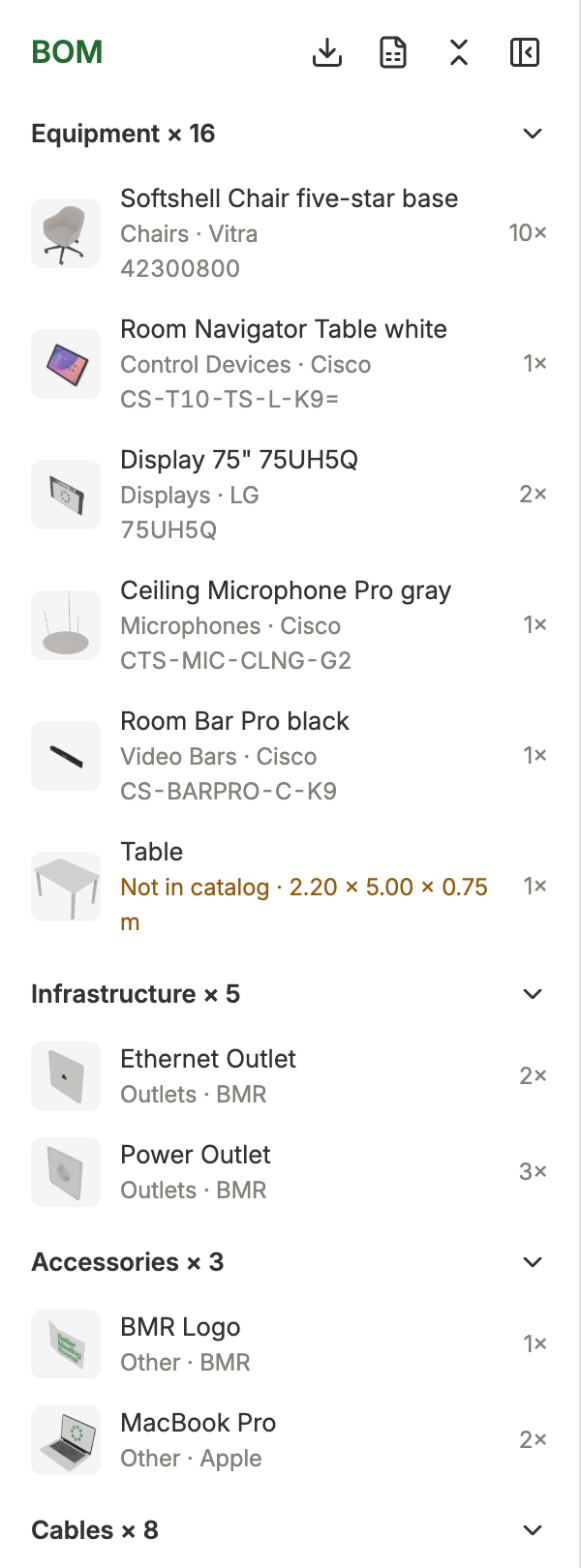 BOM
Equipment × 16
Softshell Chair five-star base
Chairs · Vitra
10×
42300800
Room Navigator Table white
Control Devices · Cisco
1×
CS-T10-TS-L-K9=
Display 75" 75UH5Q
Displays · LG
2×
75UH5Q
Ceiling Microphone Pro gray
Microphones · Cisco
1×
CTS-MIC-CLNG-G2
Room Bar Pro black
Video Bars · Cisco
1×
CS-BARPRO-C-K9
Table
Not in catalog · 2.20 × 5.00 × 0.75
m
1×
Infrastructure × 5
Ethernet Outlet
Outlets · BMR
2×
Power Outlet
Outlets · BMR
3×
Accessories × 3
Better
Meeting
Rooms
BMR Logo
Other · BMR
1×
MacBook Pro
Other · Apple
2×
Cables × 8